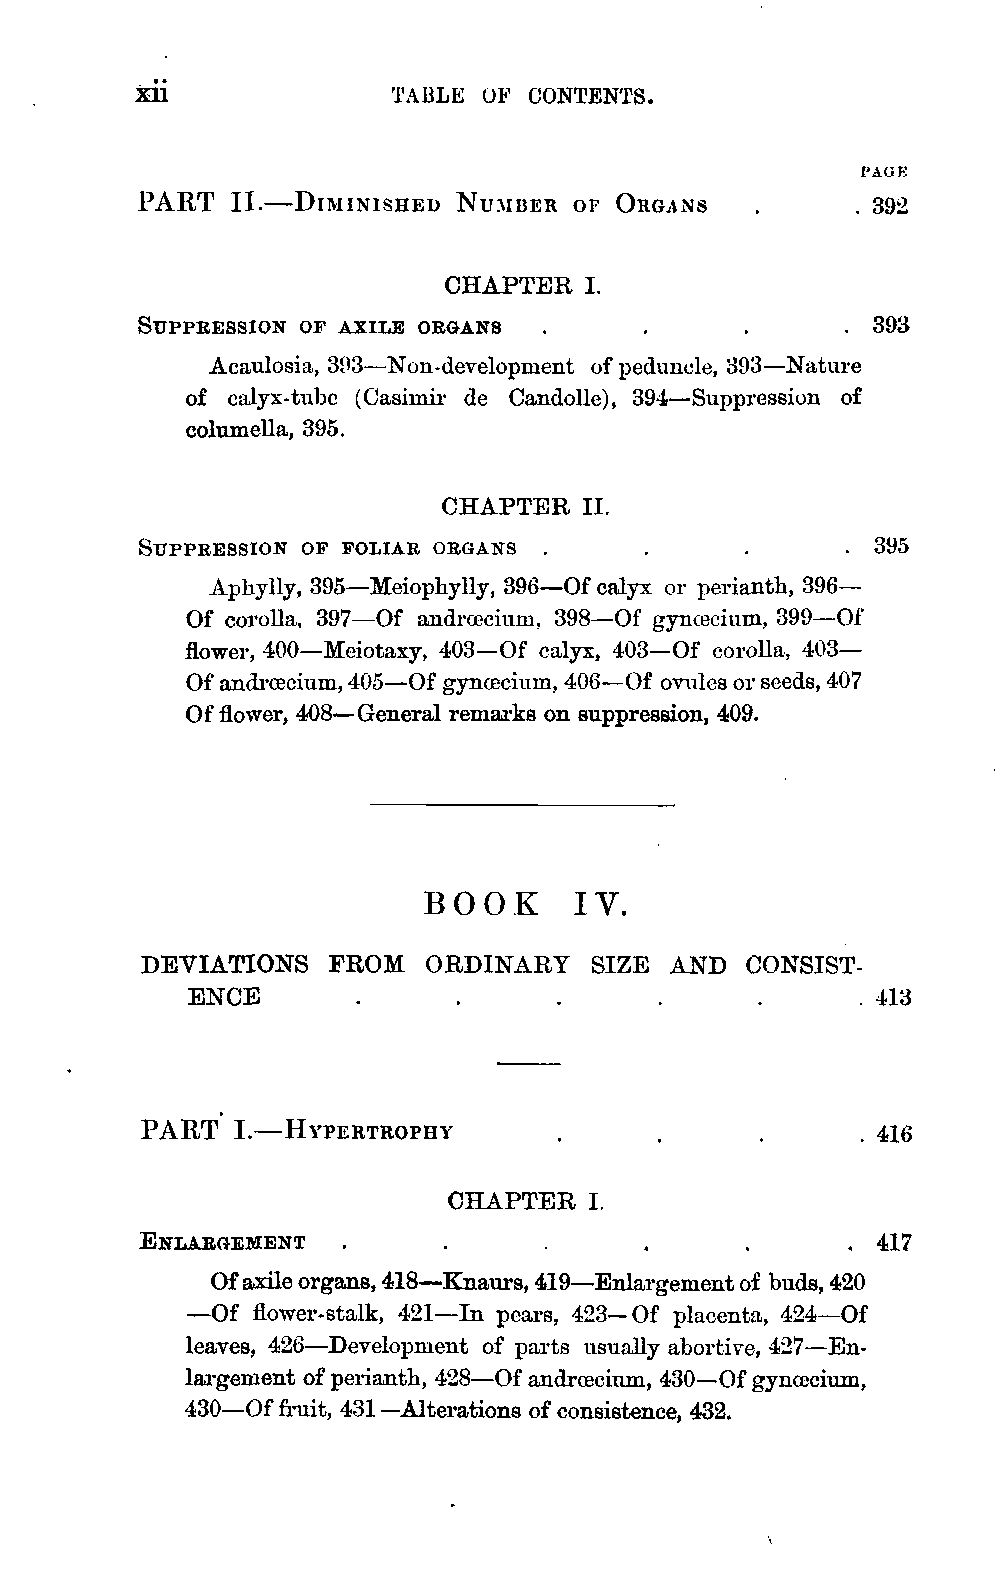 xii TABLE OF CONTENTS.
PAGE
PART II.—Diminished Number of Organs . . 392
CHAPTER I.
Suppression of axile organs . . . . 393
Acaulosia, 393—Non-development of peduncle, 393—Nature
of calyx-tube (Casimir de Candolle), 394—Suppression of
columella, 395.
CHAPTER II.
Suppression of foliar organs . . . . 395
Aphylly, 395—Meiophylly, 396—Of calyx or perianth, 396—
Of corolla, 397—Of andrœcium, 398—Of gynœcium, 399—Of
flower, 400—Meiotaxy, 403—Of calyx, 403—Of corolla, 403—
Of andrœcium, 405—Of gynœcium, 406—Of ovules or seeds, 407
Of flower, 408—General remarks on suppression, 409.
BOOK IV.
DEVIATIONS FROM ORDINARY SIZE AND CONSIST-
ENCE . . . . . . 413
PART I.—Hypertrophy . . . . 416
CHAPTER I.
Enlargement . . . . . . 417
Of axile organs, 418—Knaurs, 419—Enlargement of buds, 420
—Of flower-stalk, 421—In pears, 423—Of placenta, 424—Of
leaves, 426—Development of parts usually abortive, 427—En-
largement of perianth, 428—Of andrœcium, 430—Of gynœcium,
430—Of fruit, 431—Alterations of consistence, 432.